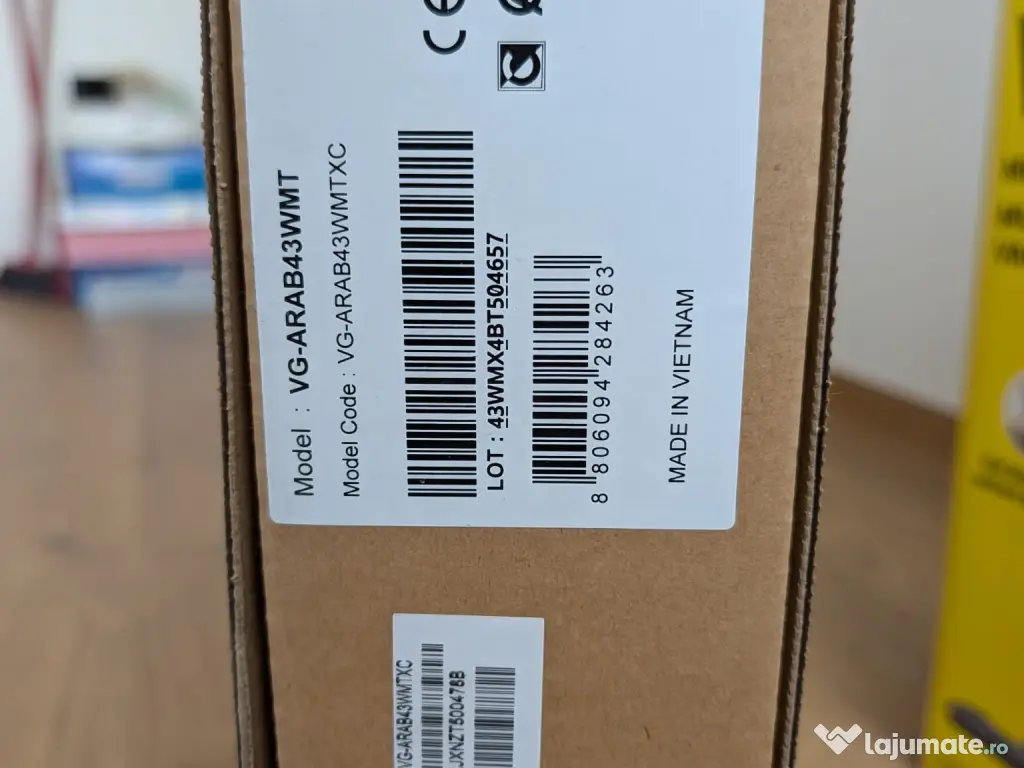 Model : VG-ARAB43WMT
Model Code : VG-ARAB43WMTXC
LOT : 43WMX4BT504657
8 806094 284263
MADE IN VIETNAM
VG-ARAB43WMTXC
JXNZT500478B
lajumate.ro